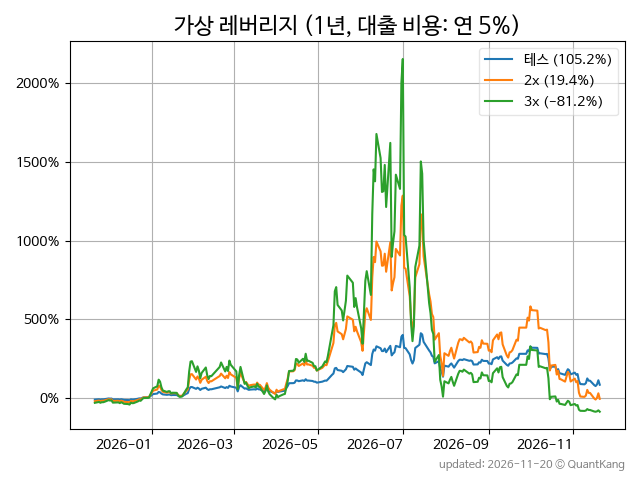 가상 레버리지 (1년, 대출 비용: 연 5%)
테스 (105.2%)
2x (19.4%)
3x (−81.2%)
2000%
1500%
1000%
500%
0%
2026-01 2026-03 2026-05 2026-07 2026-09 2026-11
updated: 2026-11-20 © QuantKang